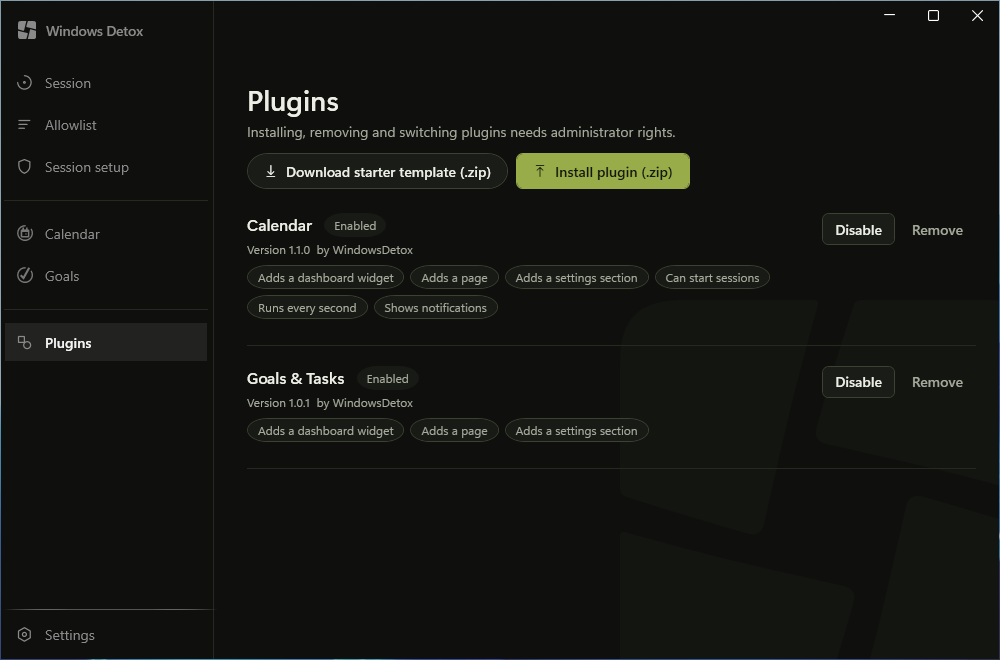 Windows Detox
Session
Allowlist
Session setup
Calendar
Goals
Plugins
Settings
Plugins
Installing, removing and switching plugins needs administrator rights.
Download starter template (.zip)
Install plugin (.zip)
Calendar Enabled
Disable Remove
Version 1.1.0 by WindowsDetox
Adds a dashboard widget Adds a page Adds a settings section Can start sessions
Runs every second Shows notifications
Goals & Tasks Enabled
Disable Remove
Version 1.0.1 by WindowsDetox
Adds a dashboard widget Adds a page Adds a settings section